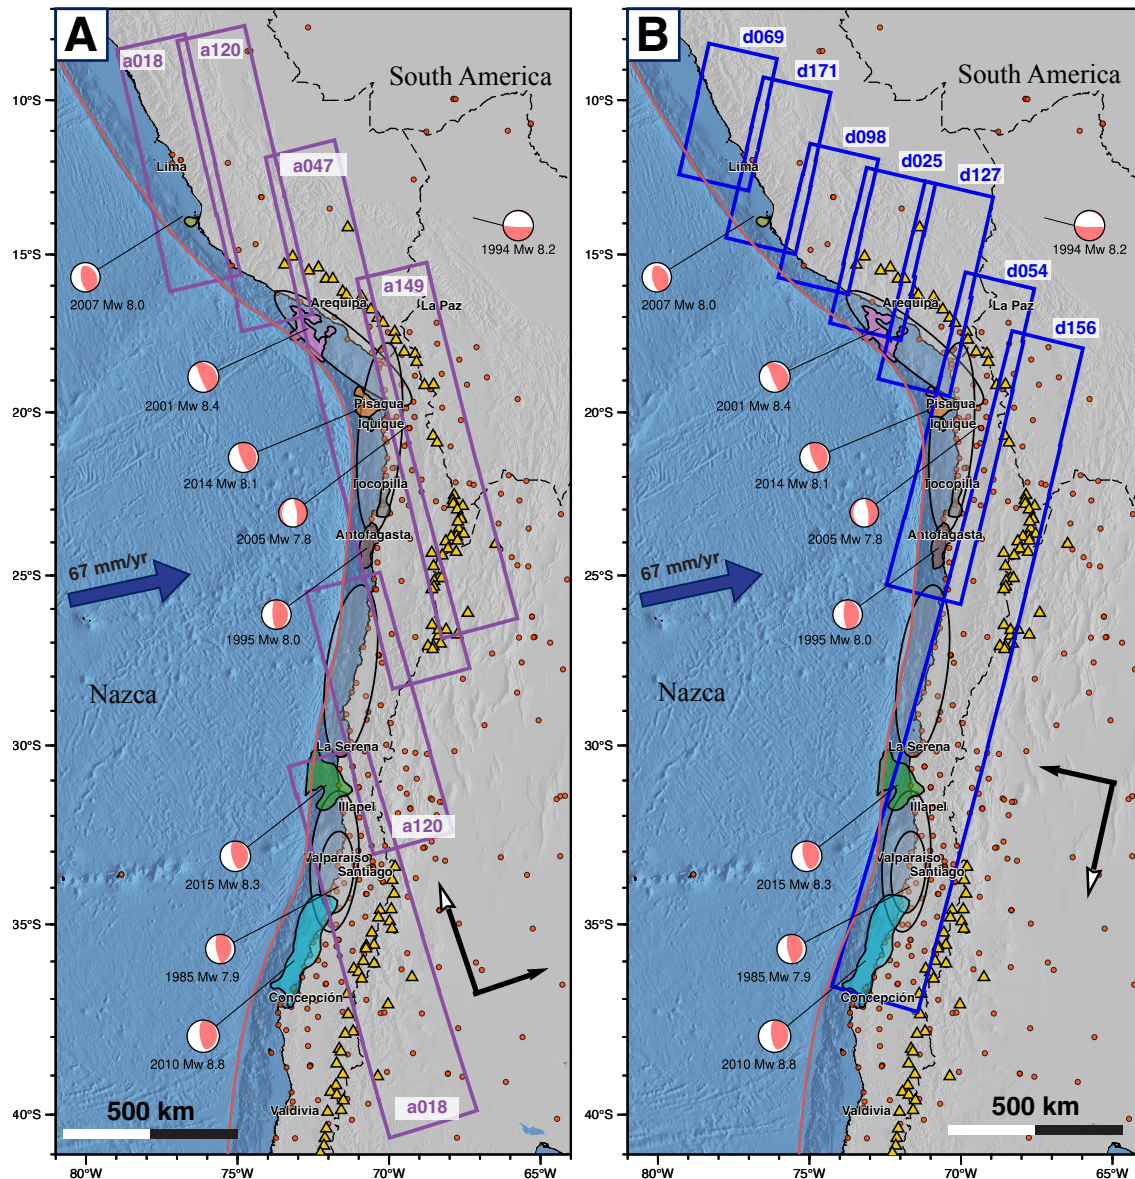 A
a018
a120
South America
10°S
Lima
a047
1994 Mw 8.2
15°S
2007 Mw 8.0
a149
Arequipa
La Paz
2001 Mw 8.4
20°S
Pisagua
Iquique
2014 Mw 8.1
Tocopilla
2005 Mw 7.8
Antofagasta
67 mm/yr
25°S
1995 Mw 8.0
Nazca
30°S
La Serena
Illapel
a120
Valparaiso
Santiago
2015 Mw 8.3
35°S
1985 Mw 7.9
Concepción
2010 Mw 8.8
a018
Valdivia
40°S
500 km
80°W
75°W
70°W
65°W
B
d069
d171
South America
10°S
d098
Lima
d025
d127
1994 Mw 8.2
15°S
2007 Mw 8.0
d054
Arequipa
La Paz
d156
2001 Mw 8.4
20°S
Pisagua
Iquique
2014 Mw 8.1
Tocopilla
2005 Mw 7.8
Antofagasta
67 mm/yr
25°S
1995 Mw 8.0
Nazca
30°S
La Serena
Illapel
Valparaiso
Santiago
2015 Mw 8.3
35°S
1985 Mw 7.9
Concepción
2010 Mw 8.8
Valdivia
40°S
500 km
80°W
75°W
70°W
65°W